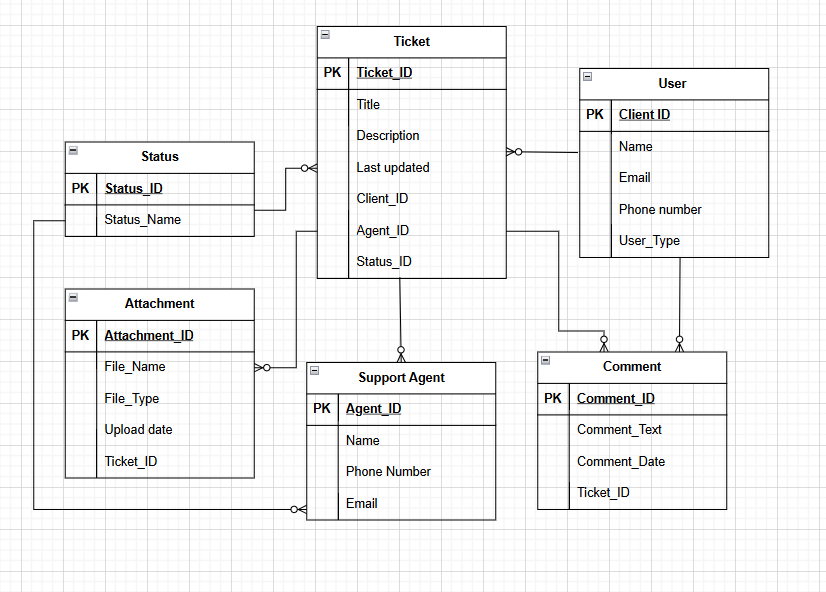 Ticket
PK Ticket_ID
Title
Description
Last updated
Client_ID
Agent_ID
Status_ID
User
PK Client ID
Name
Email
Phone number
User_Type
Status
PK Status_ID
Status_Name
Attachment
PK Attachment_ID
File_Name
File_Type
Upload date
Ticket_ID
Support Agent
PK Agent_ID
Name
Phone Number
Email
Comment
PK Comment_ID
Comment_Text
Comment_Date
Ticket_ID